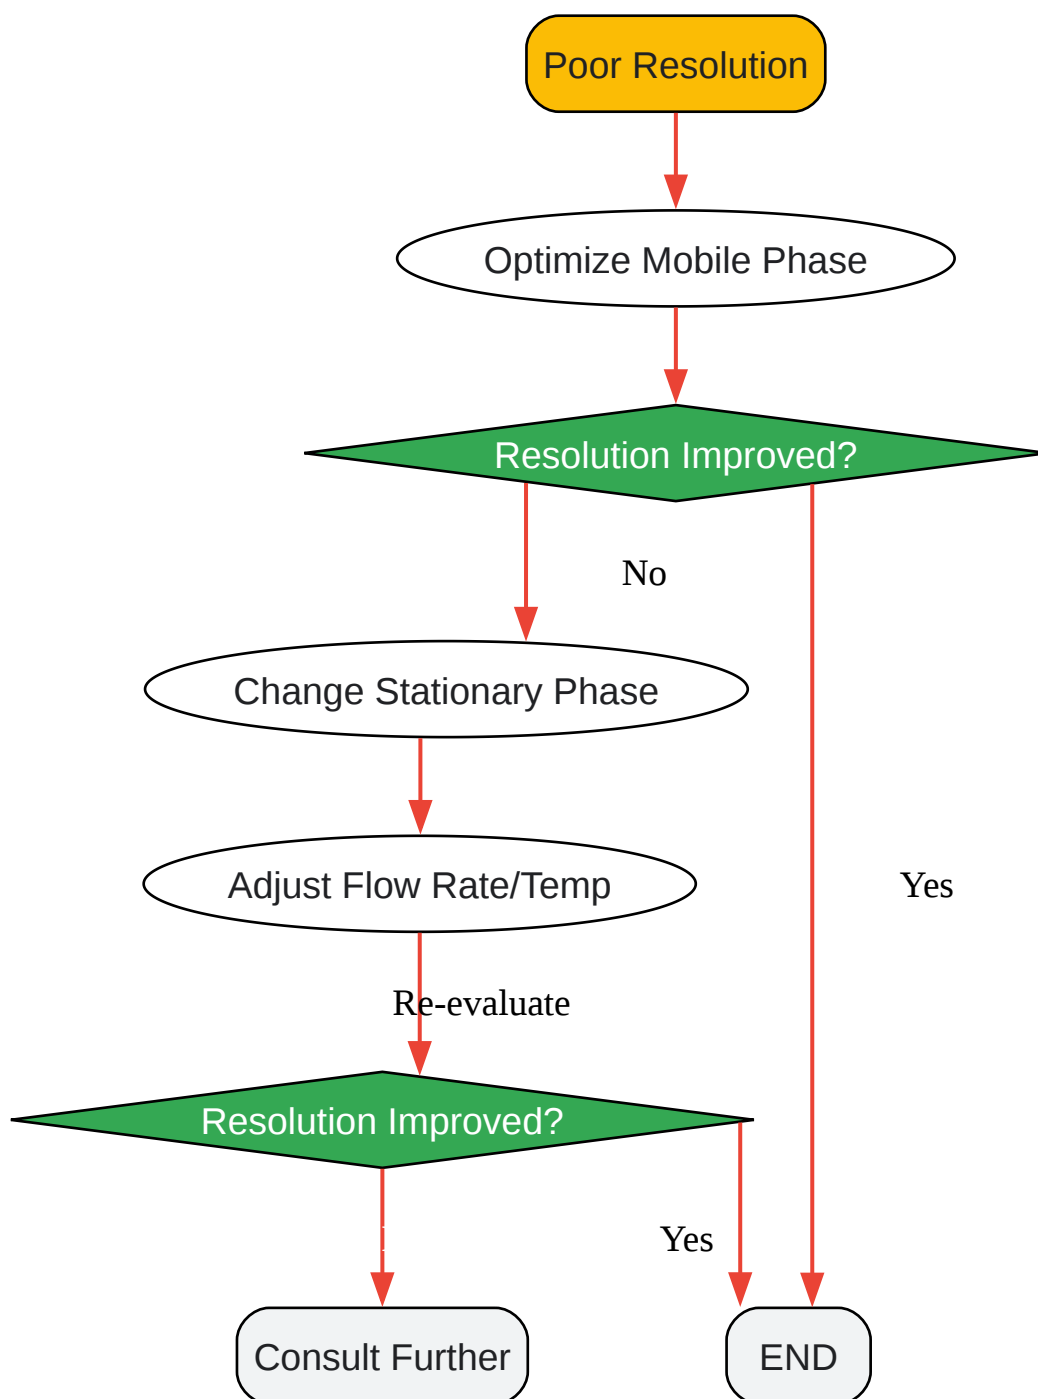 Poor Resolution
Optimize Mobile Phase
Resolution Improved?
No
Change Stationary Phase
Yes
Adjust Flow Rate/Temp
Re-evaluate
Resolution Improved?
Yes
Consult Further
END